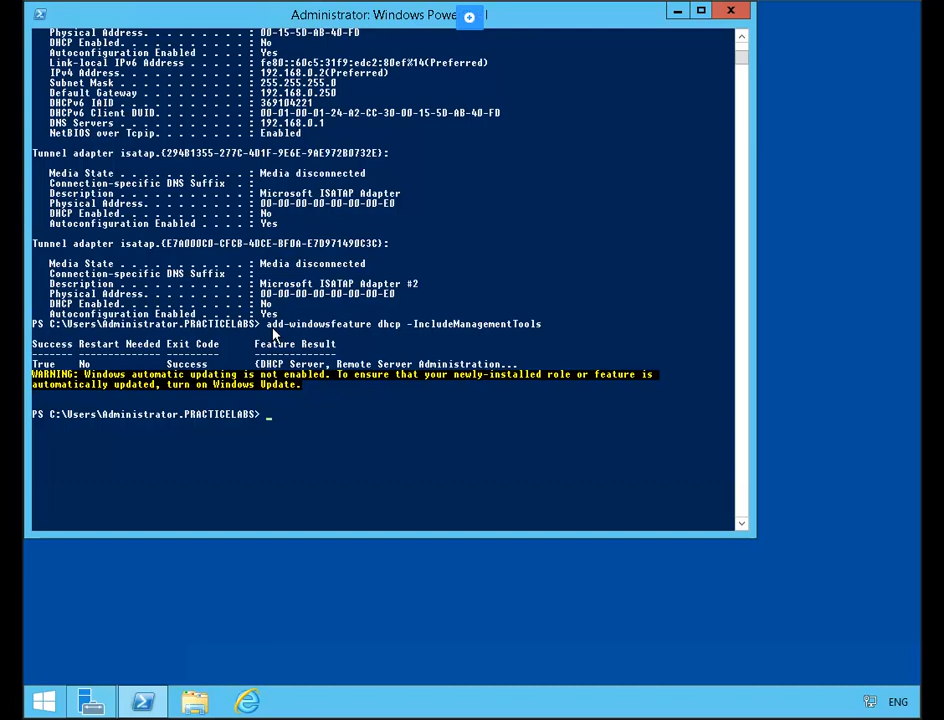 Administrator: Windows Powe l
Physical Address. . . . . . . . . : 00-15-5D-AB-40-FD
DHCP Enabled. . . . . . . . . . . : No
Autoconfiguration Enabled . . . . : Yes
Link-local IPv6 Address . . . . . : fe80::60c5:31f9:edc2:80ef%14(Preferred)
IPv4 Address. . . . . . . . . . . : 192.168.0.2(Preferred)
Subnet Mask . . . . . . . . . . . : 255.255.255.0
Default Gateway . . . . . . . . . : 192.168.0.250
DHCPv6 IAID . . . . . . . . . . . : 369104221
DHCPv6 Client DUID. . . . . . . . : 00-01-00-01-24-A2-CC-30-00-15-5D-AB-40-FD
DNS Servers . . . . . . . . . . . : 192.168.0.1
NetBIOS over Tcpip. . . . . . . . : Enabled
Tunnel adapter isatap.{294B1355-277C-4D1F-9E6E-9AE972B0732E}:
Media State . . . . . . . . . . . : Media disconnected
Connection-specific DNS Suffix  . :
Description . . . . . . . . . . . : Microsoft ISATAP Adapter
Physical Address. . . . . . . . . : 00-00-00-00-00-00-00-E0
DHCP Enabled. . . . . . . . . . . : No
Autoconfiguration Enabled . . . . : Yes
Tunnel adapter isatap.{E7A000C0-CFCB-4DCE-BF0A-E7D971490C3C}:
Media State . . . . . . . . . . . : Media disconnected
Connection-specific DNS Suffix  . :
Description . . . . . . . . . . . : Microsoft ISATAP Adapter #2
Physical Address. . . . . . . . . : 00-00-00-00-00-00-00-E0
DHCP Enabled. . . . . . . . . . . : No
Autoconfiguration Enabled . . . . : Yes
PS C:\Users\Administrator.PRACTICELABS> add-windowsfeature dhcp -IncludeManagementTools
Success Restart Needed Exit Code      Feature Result
------- -------------- ---------      --------------
True    No             Success        {DHCP Server, Remote Server Administration...
WARNING: Windows automatic updating is not enabled. To ensure that your newly-installed role or feature is
automatically updated, turn on Windows Update.
PS C:\Users\Administrator.PRACTICELABS> _
ENG